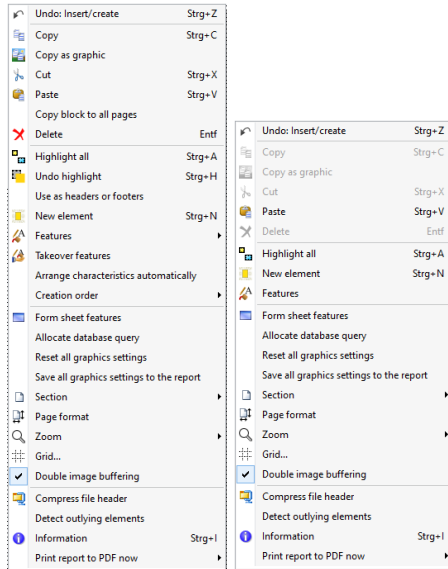 Undo: Insert/create Strg+Z
Copy Strg+C
Copy as graphic
Cut Strg+X
Paste Strg+V
Copy block to all pages
Delete Entf
Highlight all Strg+A
Undo highlight Strg+H
Use as headers or footers
New element Strg+N
Features
Takeover features
Arrange characteristics automatically
Creation order
Form sheet features
Allocate database query
Reset all graphics settings
Save all graphics settings to the report
Section
Page format
Zoom
Grid...
Double image buffering
Compress file header
Detect outlying elements
Information Strg+I
Print report to PDF now
Undo: Insert/create Strg+Z
Copy Strg+C
Copy as graphic
Cut Strg+X
Paste Strg+V
Delete Entf
Highlight all Strg+A
New element Strg+N
Features
Form sheet features
Allocate database query
Reset all graphics settings
Save all graphics settings to the report
Section
Page format
Zoom
Grid...
Double image buffering
Compress file header
Detect outlying elements
Information Strg+I
Print report to PDF now